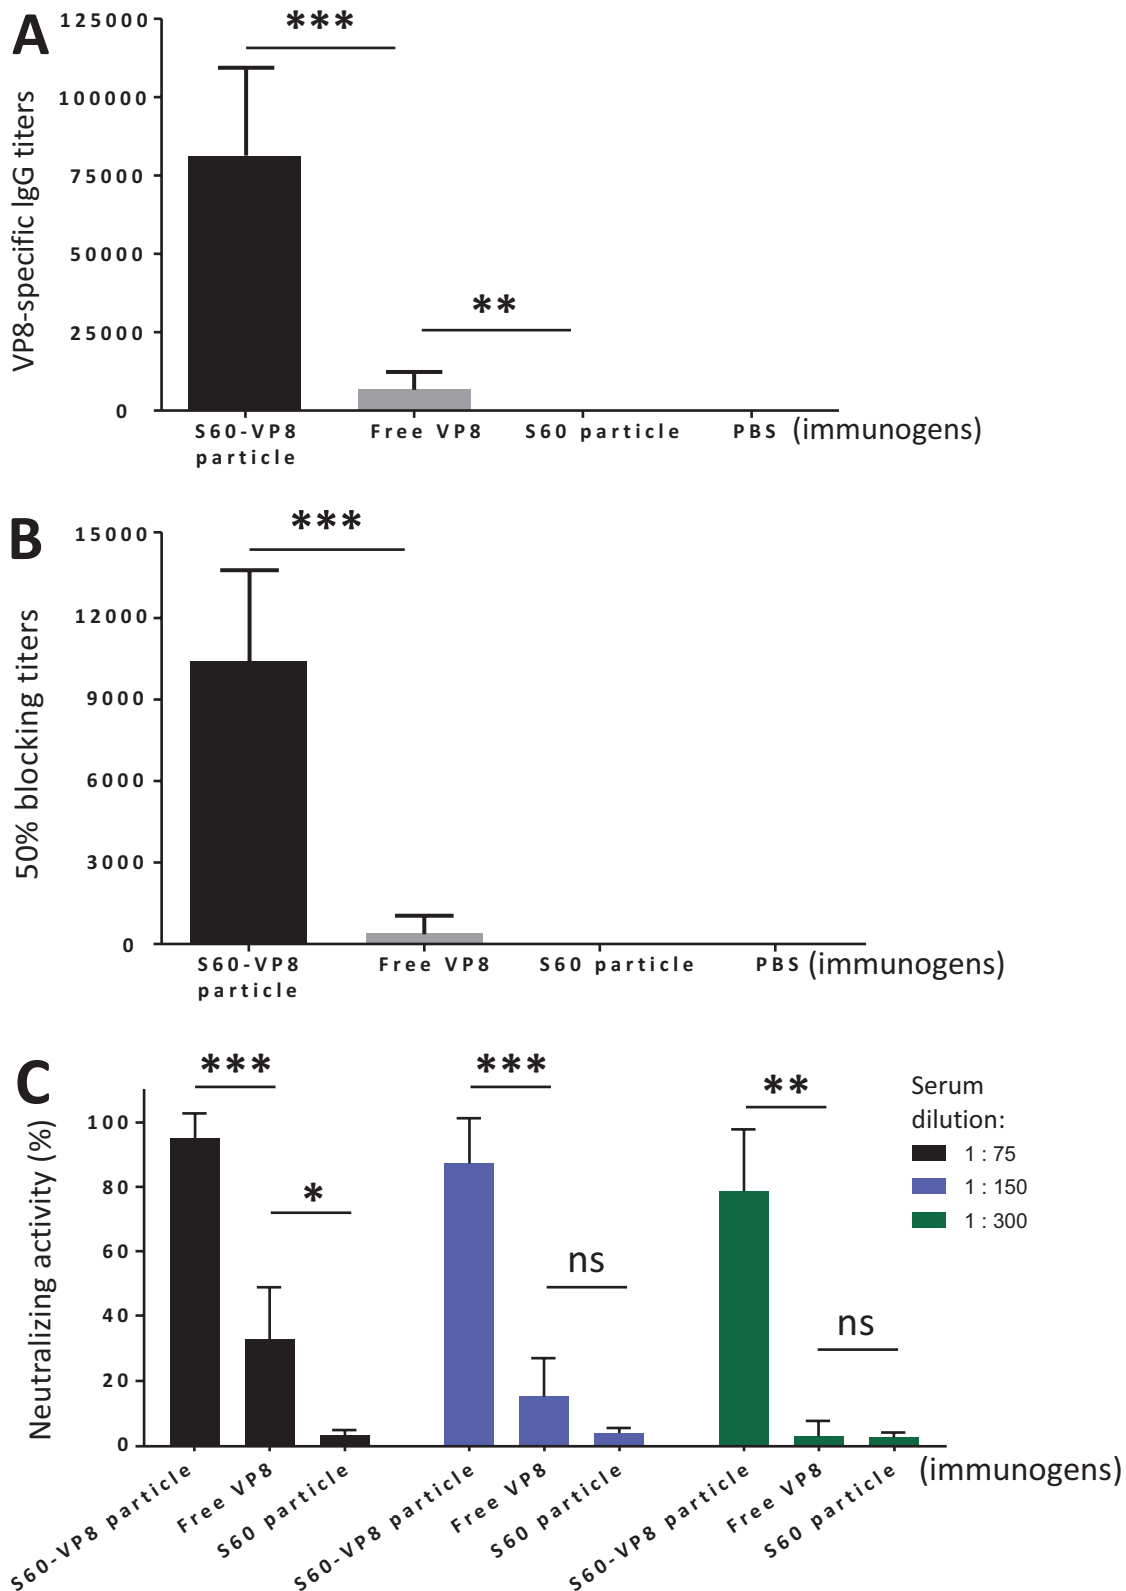 A
VP8-specific IgG titers
125000
100000
75000
50000
25000
0
***
**
S60-VP8 particle
Free VP8
S60 particle
PBS
(immunogens)
B
50% blocking titers
15000
12000
9000
6000
3000
0
***
S60-VP8 particle
Free VP8
S60 particle
PBS
(immunogens)
C
Neutralizing activity (%)
100
80
60
40
20
0
***
*
***
ns
**
ns
Serum
dilution:
1 : 75
1 : 150
1 : 300
S60-VP8 particle
Free VP8
S60 particle
S60-VP8 particle
Free VP8
S60 particle
S60-VP8 particle
Free VP8
S60 particle
(immunogens)